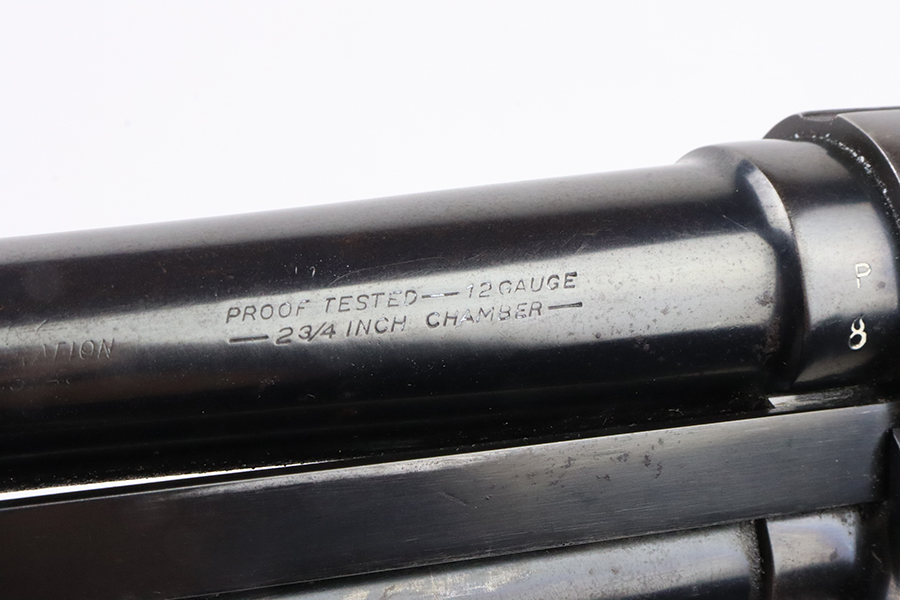 PROOF TESTED — 12 GAUGE
— 2 3/4 INCH CHAMBER —
P
8